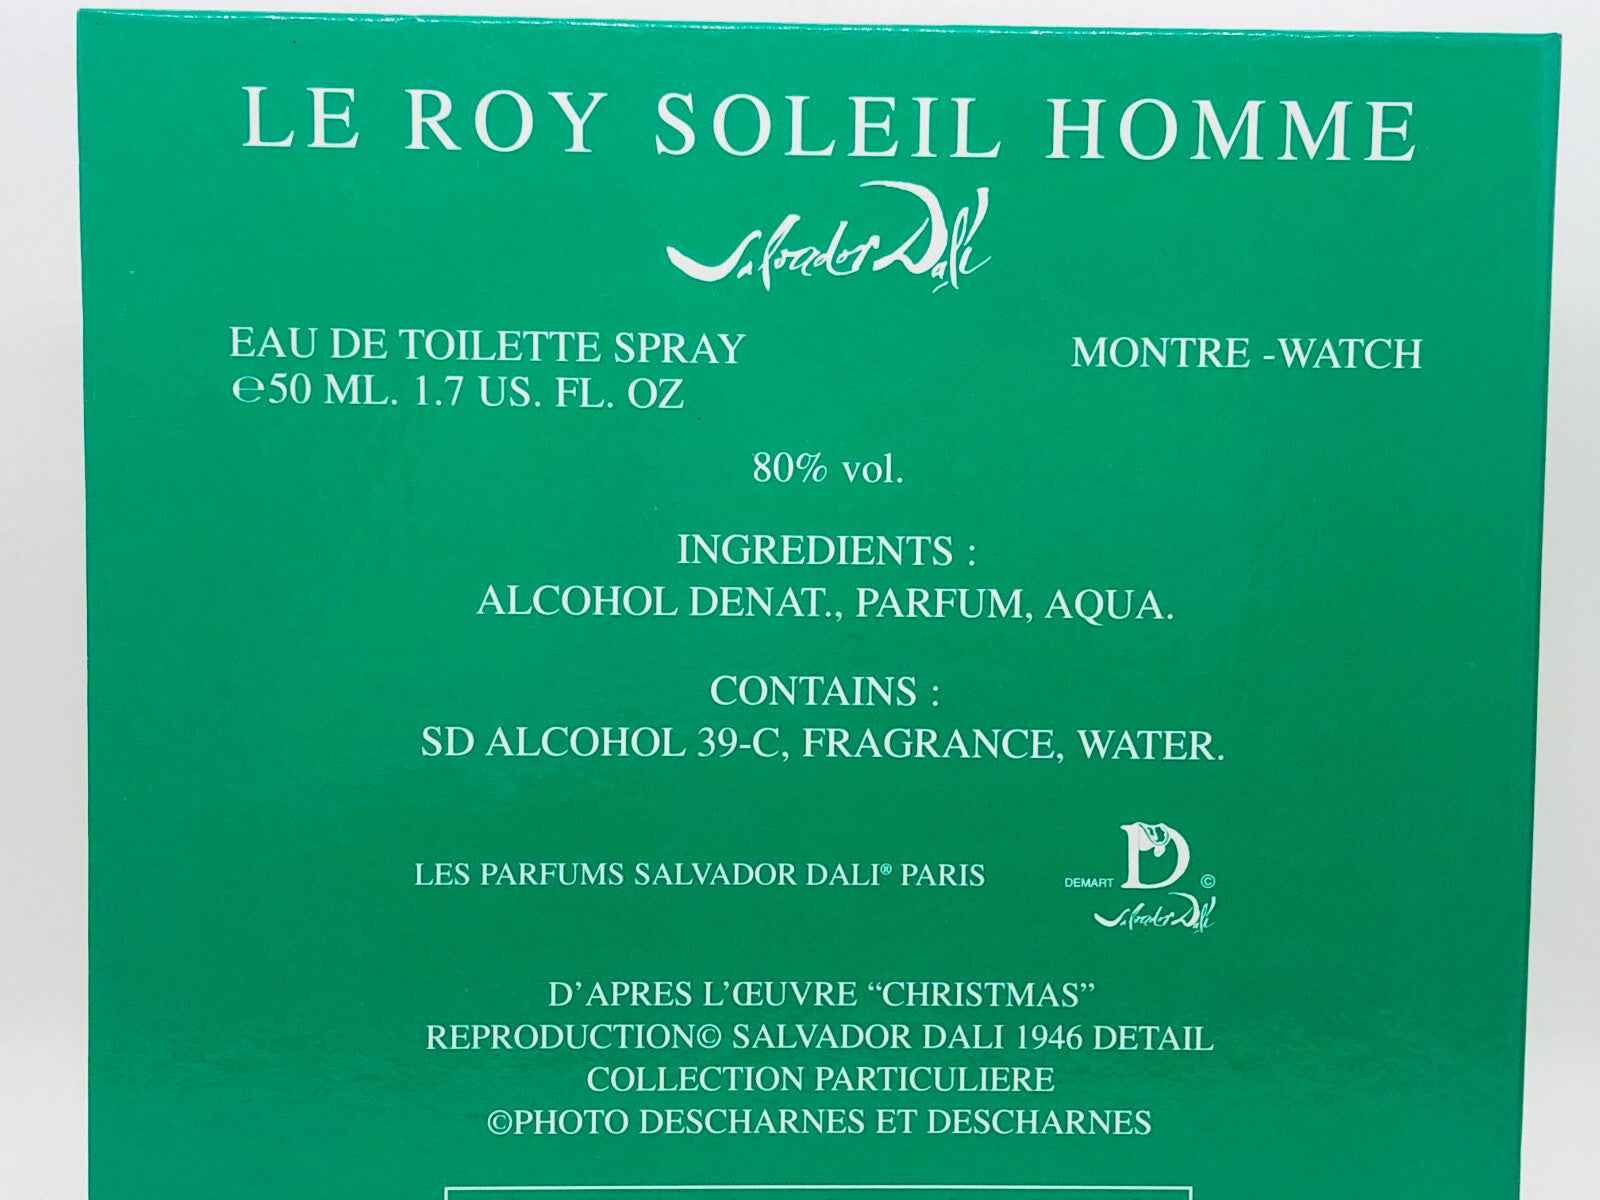 LE ROY SOLEIL HOMME
Salvador Dalí
EAU DE TOILETTE SPRAY
℮50 ML. 1.7 US. FL. OZ
MONTRE -WATCH
80% vol.
INGREDIENTS :
ALCOHOL DENAT., PARFUM, AQUA.
CONTAINS :
SD ALCOHOL 39-C, FRAGRANCE, WATER.
LES PARFUMS SALVADOR DALI® PARIS
DEMART D ©
Salvador Dalí
D'APRES L'ŒUVRE “CHRISTMAS”
REPRODUCTION© SALVADOR DALI 1946 DETAIL
COLLECTION PARTICULIERE
©PHOTO DESCHARNES ET DESCHARNES